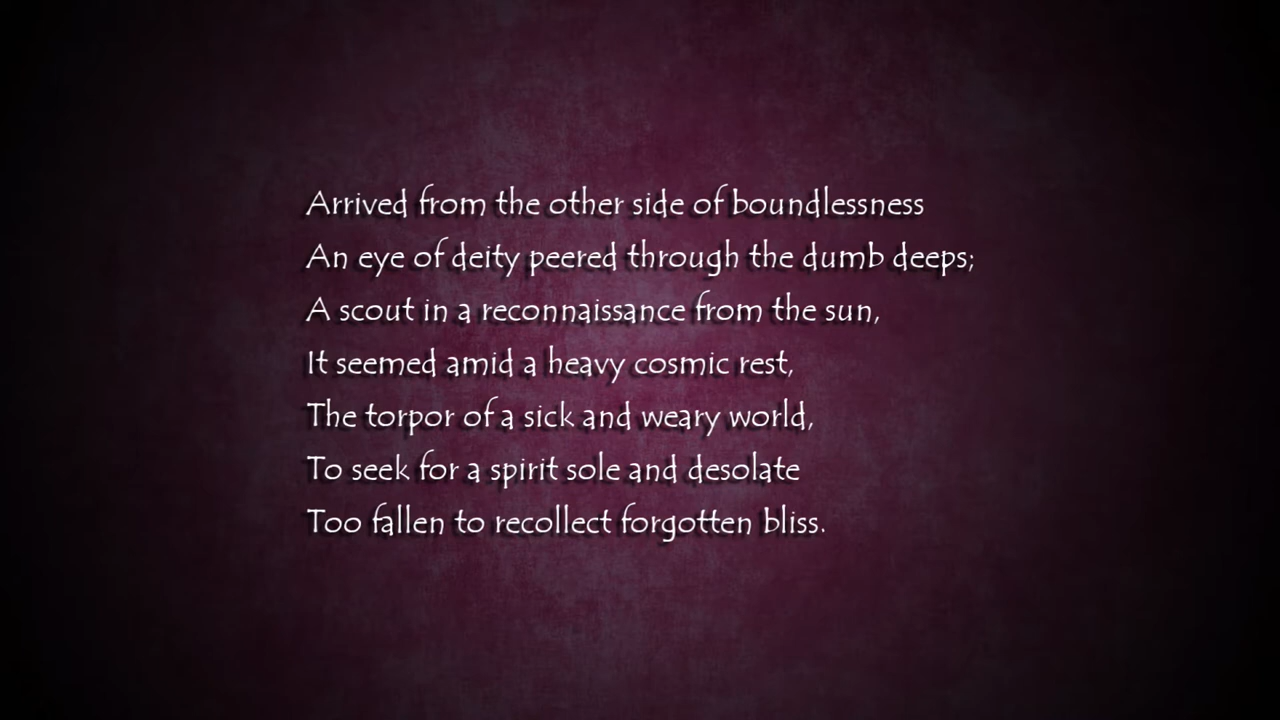 Arrived from the other side of boundlessness
An eye of deity peered through the dumb deeps;
A scout in a reconnaissance from the sun,
It seemed amid a heavy cosmic rest,
The torpor of a sick and weary world,
To seek for a spirit sole and desolate
Too fallen to recollect forgotten bliss.